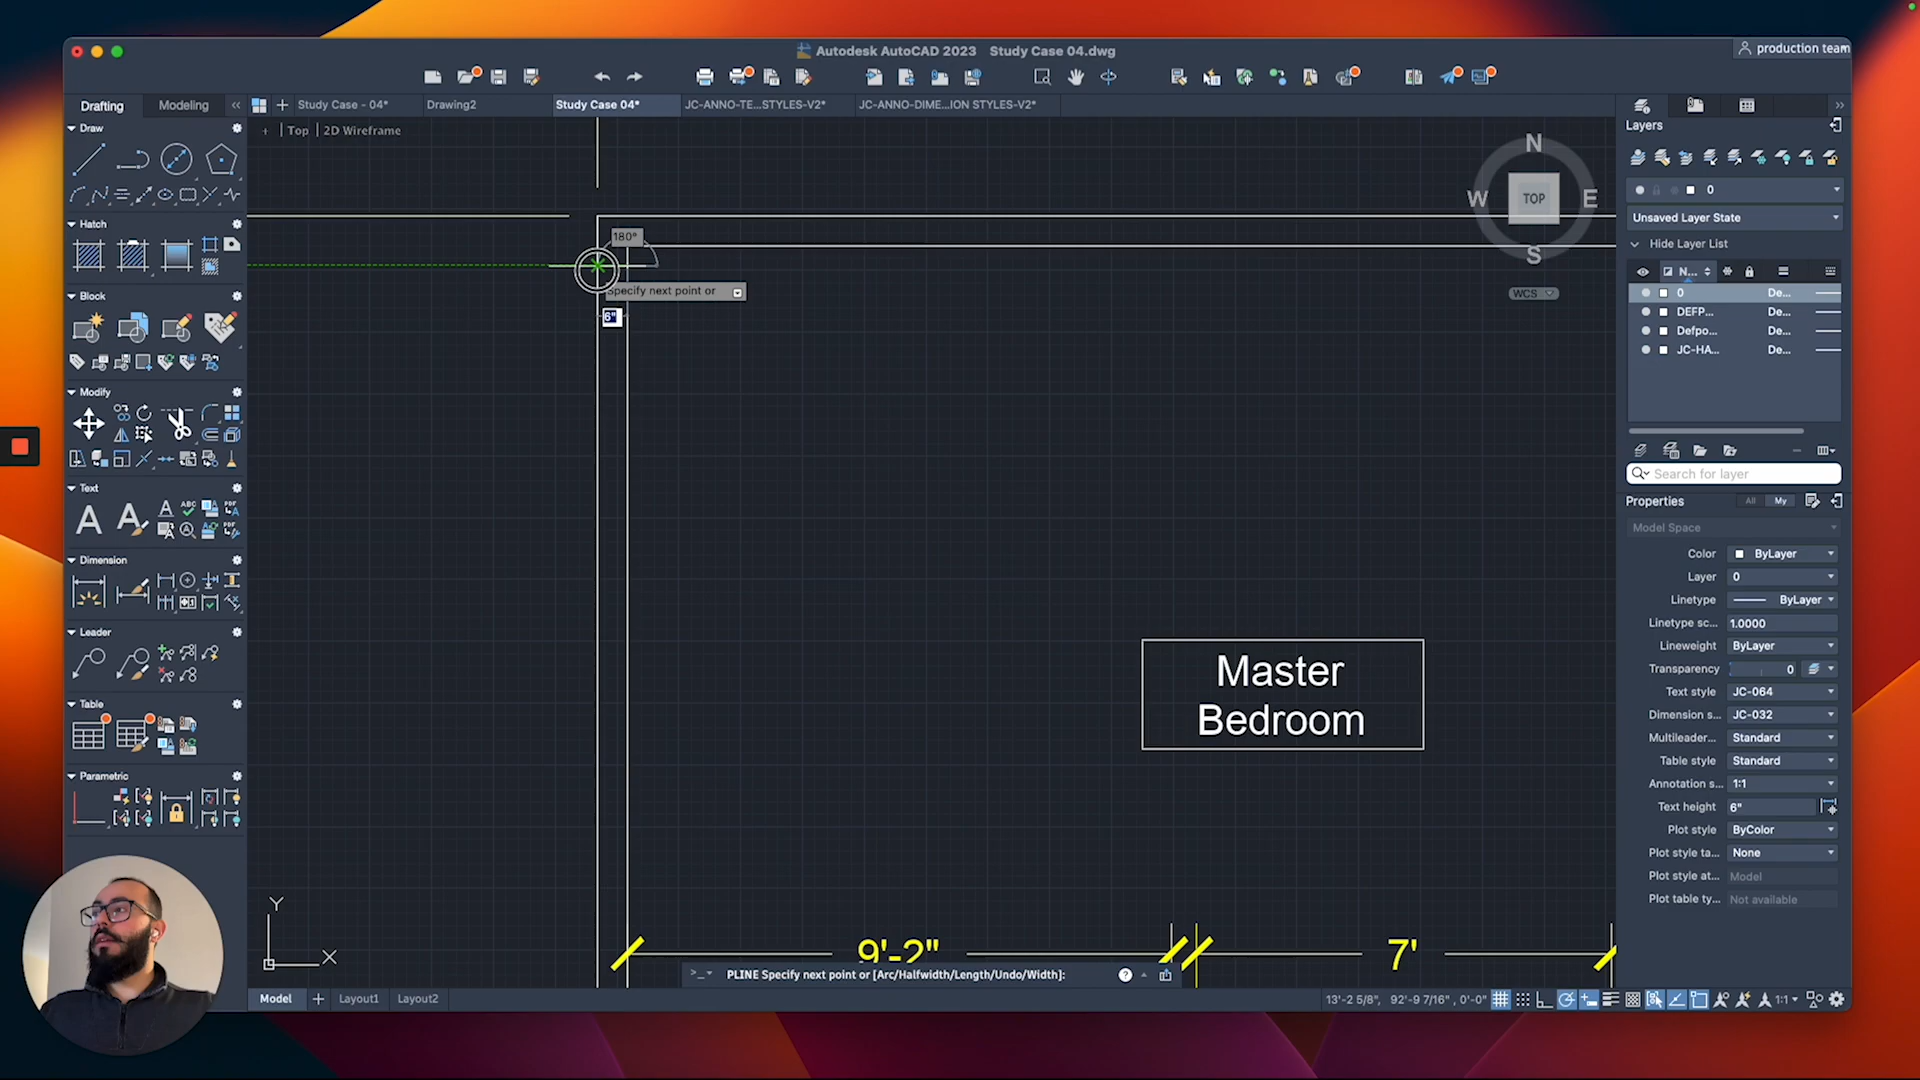 Autodesk AutoCAD 2023 Study Case 04.dwg
production team
Drafting
Modeling
Study Case - 04*
Drawing2
Study Case 04*
JC-ANNO-TE...STYLES-V2*
JC-ANNO-DIME...ION STYLES-V2*
Draw
Hatch
Block
Modify
Text
Dimension
Leader
Table
Parametric
+ | Top | 2D Wireframe
180°
Specify next point or
6"
N
W
TOP
E
S
WCS
Master
Bedroom
9'-2"
7'
Y
X
PLINE Specify next point or [Arc/Halfwidth/Length/Undo/Width]:
Model
Layout1
Layout2
13'-2 5/8", 92'-9 7/16" , 0'-0"
1:1
Layers
0
Unsaved Layer State
Hide Layer List
N...
0 De...
DEFP... De...
Defpo... De...
JC-HA... De...
Search for layer
Properties
All
My
Model Space
Color ByLayer
Layer 0
Linetype ByLayer
Linetype sc... 1.0000
Lineweight ByLayer
Transparency 0
Text style JC-064
Dimension s... JC-032
Multileader... Standard
Table style Standard
Annotation s... 1:1
Text height 6"
Plot style ByColor
Plot style ta... None
Plot style at... Model
Plot table ty... Not available